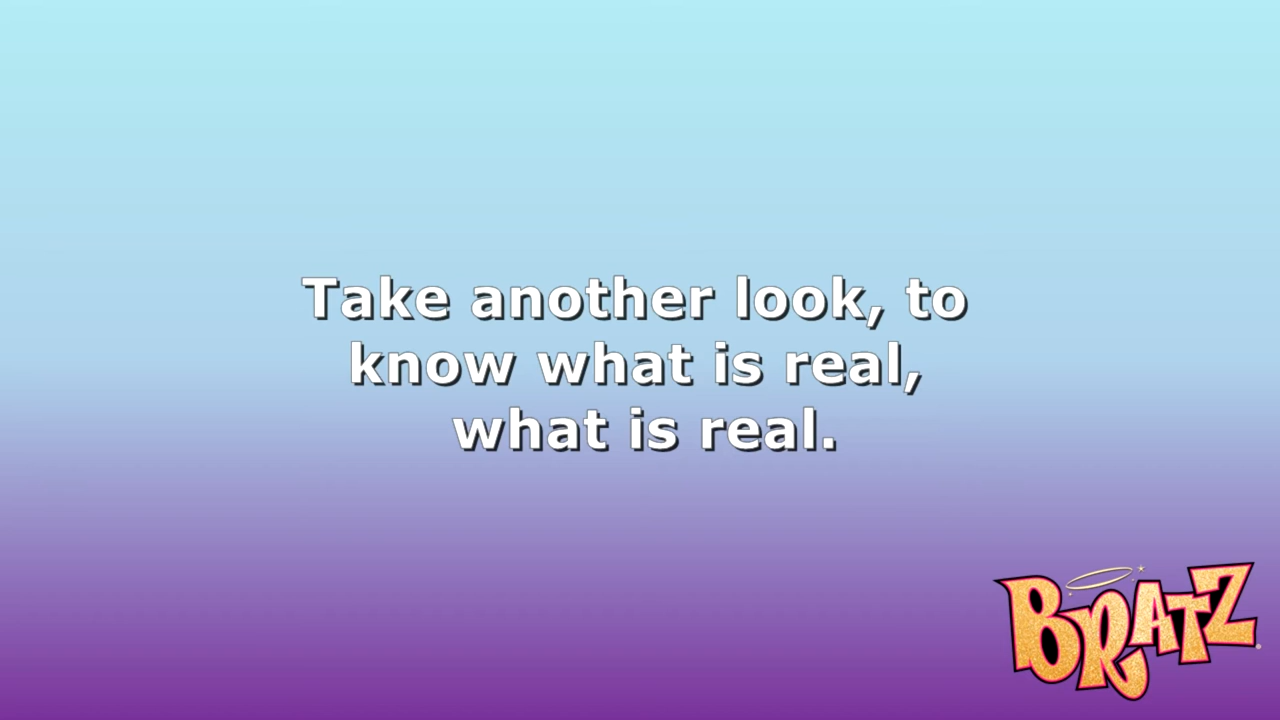 Take another look, to
know what is real,
what is real.
BRATZ